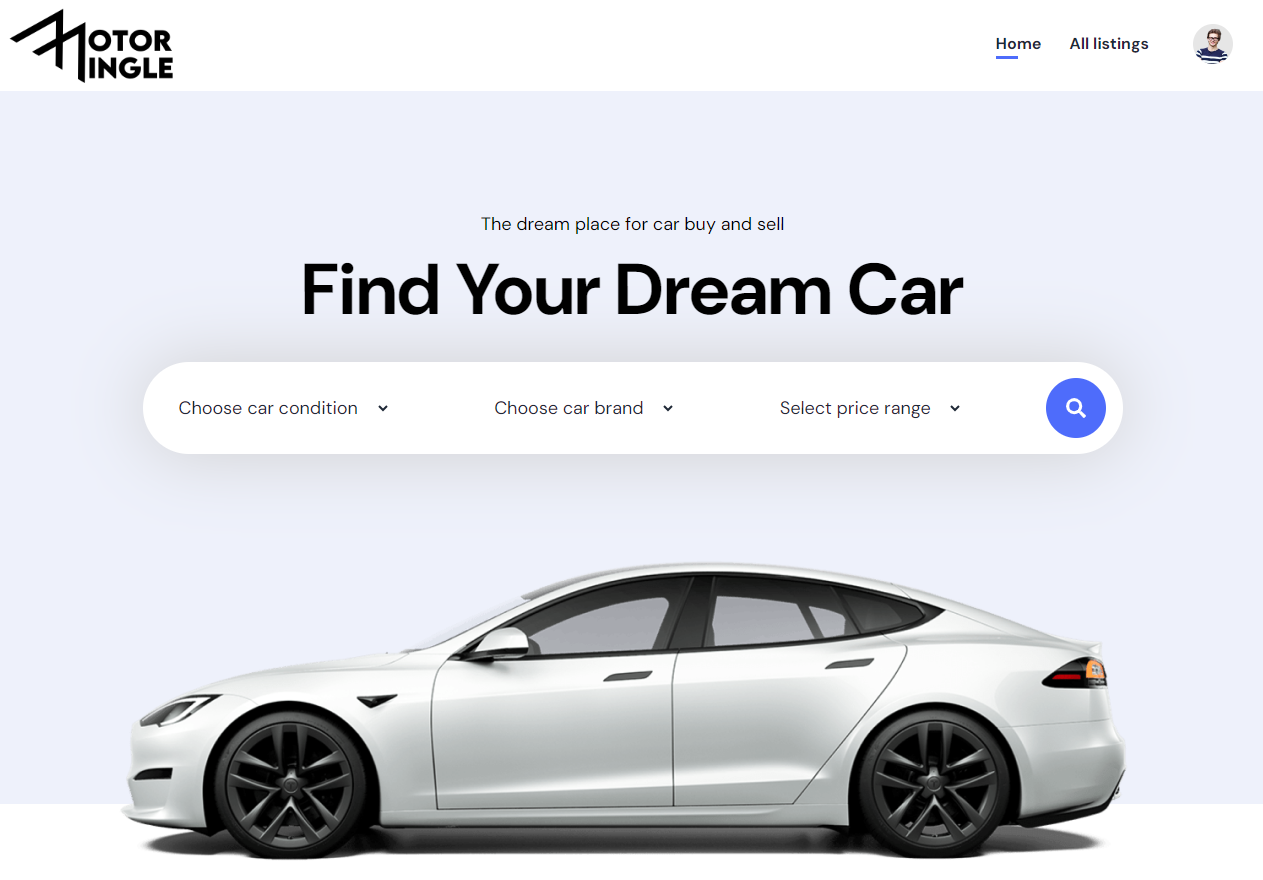 MOTOR
MINGLE
Home
All listings
The dream place for car buy and sell
Find Your Dream Car
Choose car condition
Choose car brand
Select price range